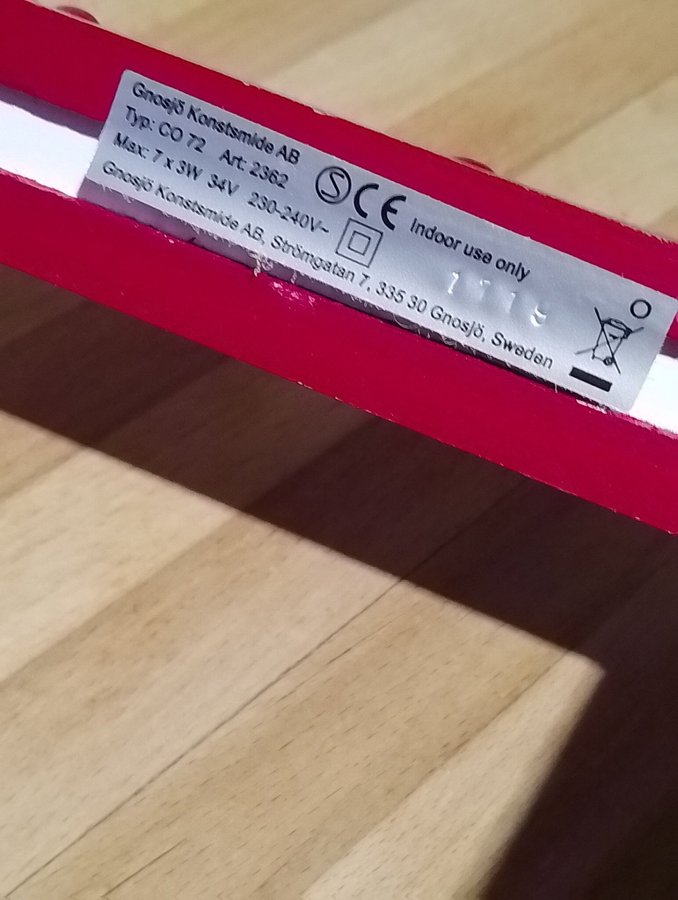 Gnosjö Konstsmide AB
Typ: CO 72 Art: 2362
Max: 7 x 3W 34V 230-240V~
Gnosjö Konstsmide AB, Strömgatan 7, 335 30 Gnosjö, Sweden
S CE Indoor use only